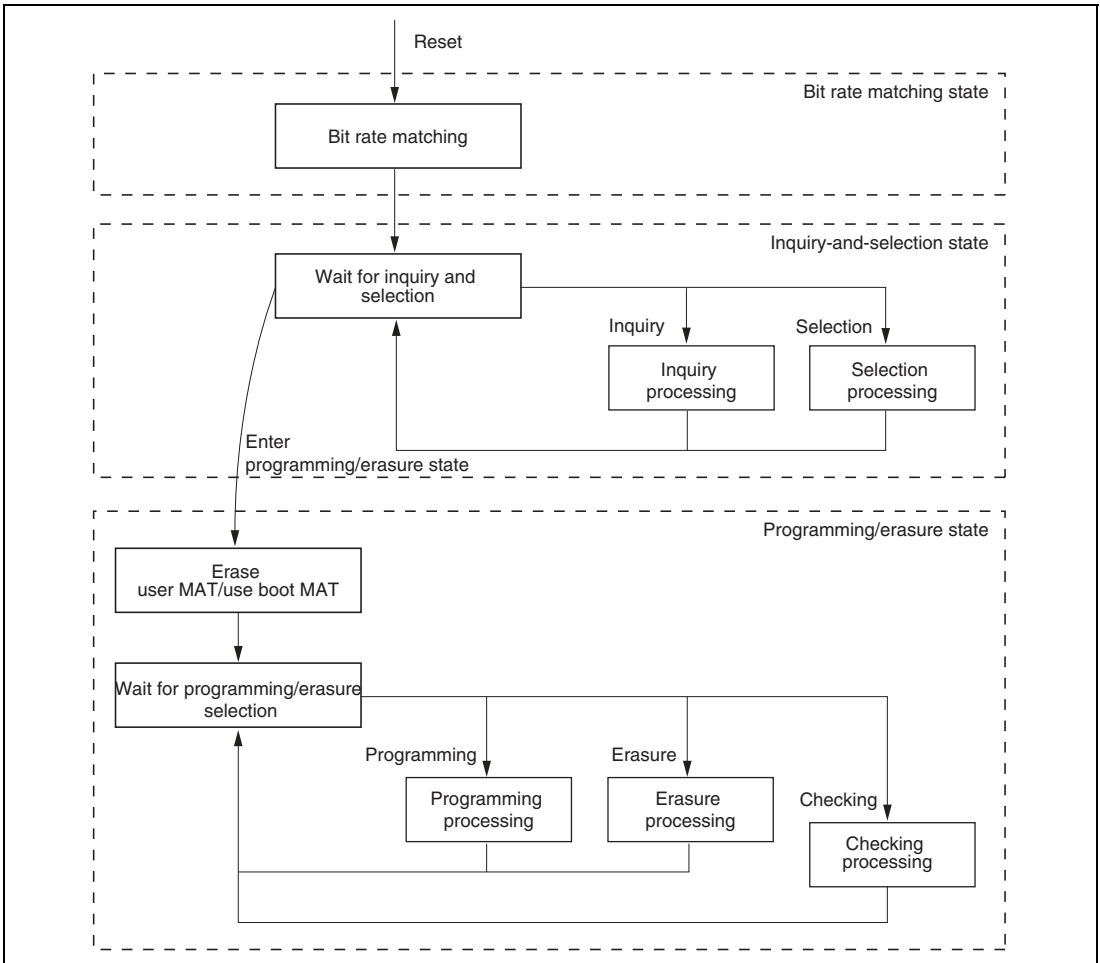 Reset
Bit rate matching state
Bit rate matching
Inquiry-and-selection state
Wait for inquiry and
selection
Inquiry
Selection
Inquiry
processing
Selection
processing
Enter
programming/erasure state
Programming/erasure state
Erase
user MAT/use boot MAT
Wait for programming/erasure
selection
Programming
Erasure
Checking
Programming
processing
Erasure
processing
Checking
processing